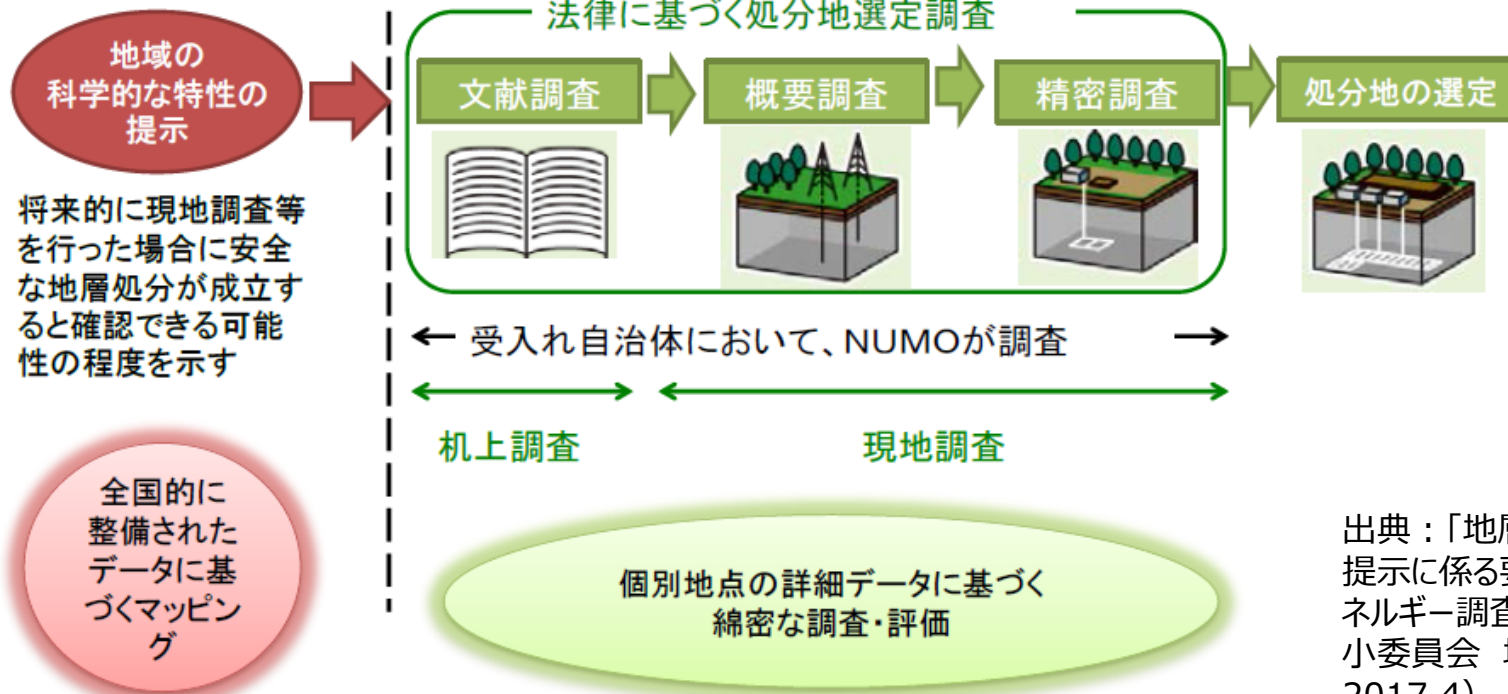 法律に基づく処分地選定調査
地域の
科学的な特性の
提示
文献調査
概要調査
精密調査
処分地の選定
将来的に現地調査等
を行った場合に安全
な地層処分が成立す
ると確認できる可能
性の程度を示す
受入れ自治体において、NUMOが調査
机上調査
現地調査
全国的に
整備された
データに基
づくマッピン
グ
個別地点の詳細データに基づく
綿密な調査・評価
出典：「地層
提示に係る要
ネルギー調査
小委員会 地
2017.4）